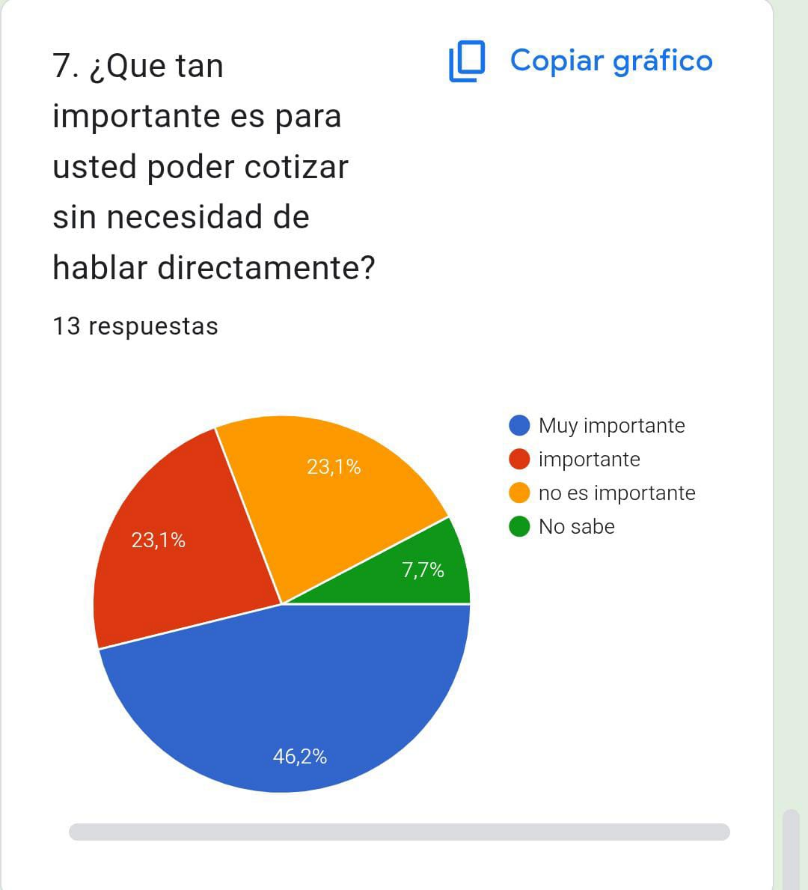 7. ¿Que tan
importante es para
usted poder cotizar
sin necesidad de
hablar directamente?
Copiar gráfico
13 respuestas
23,1%
23,1%
7,7%
46,2%
Muy importante
importante
no es importante
No sabe